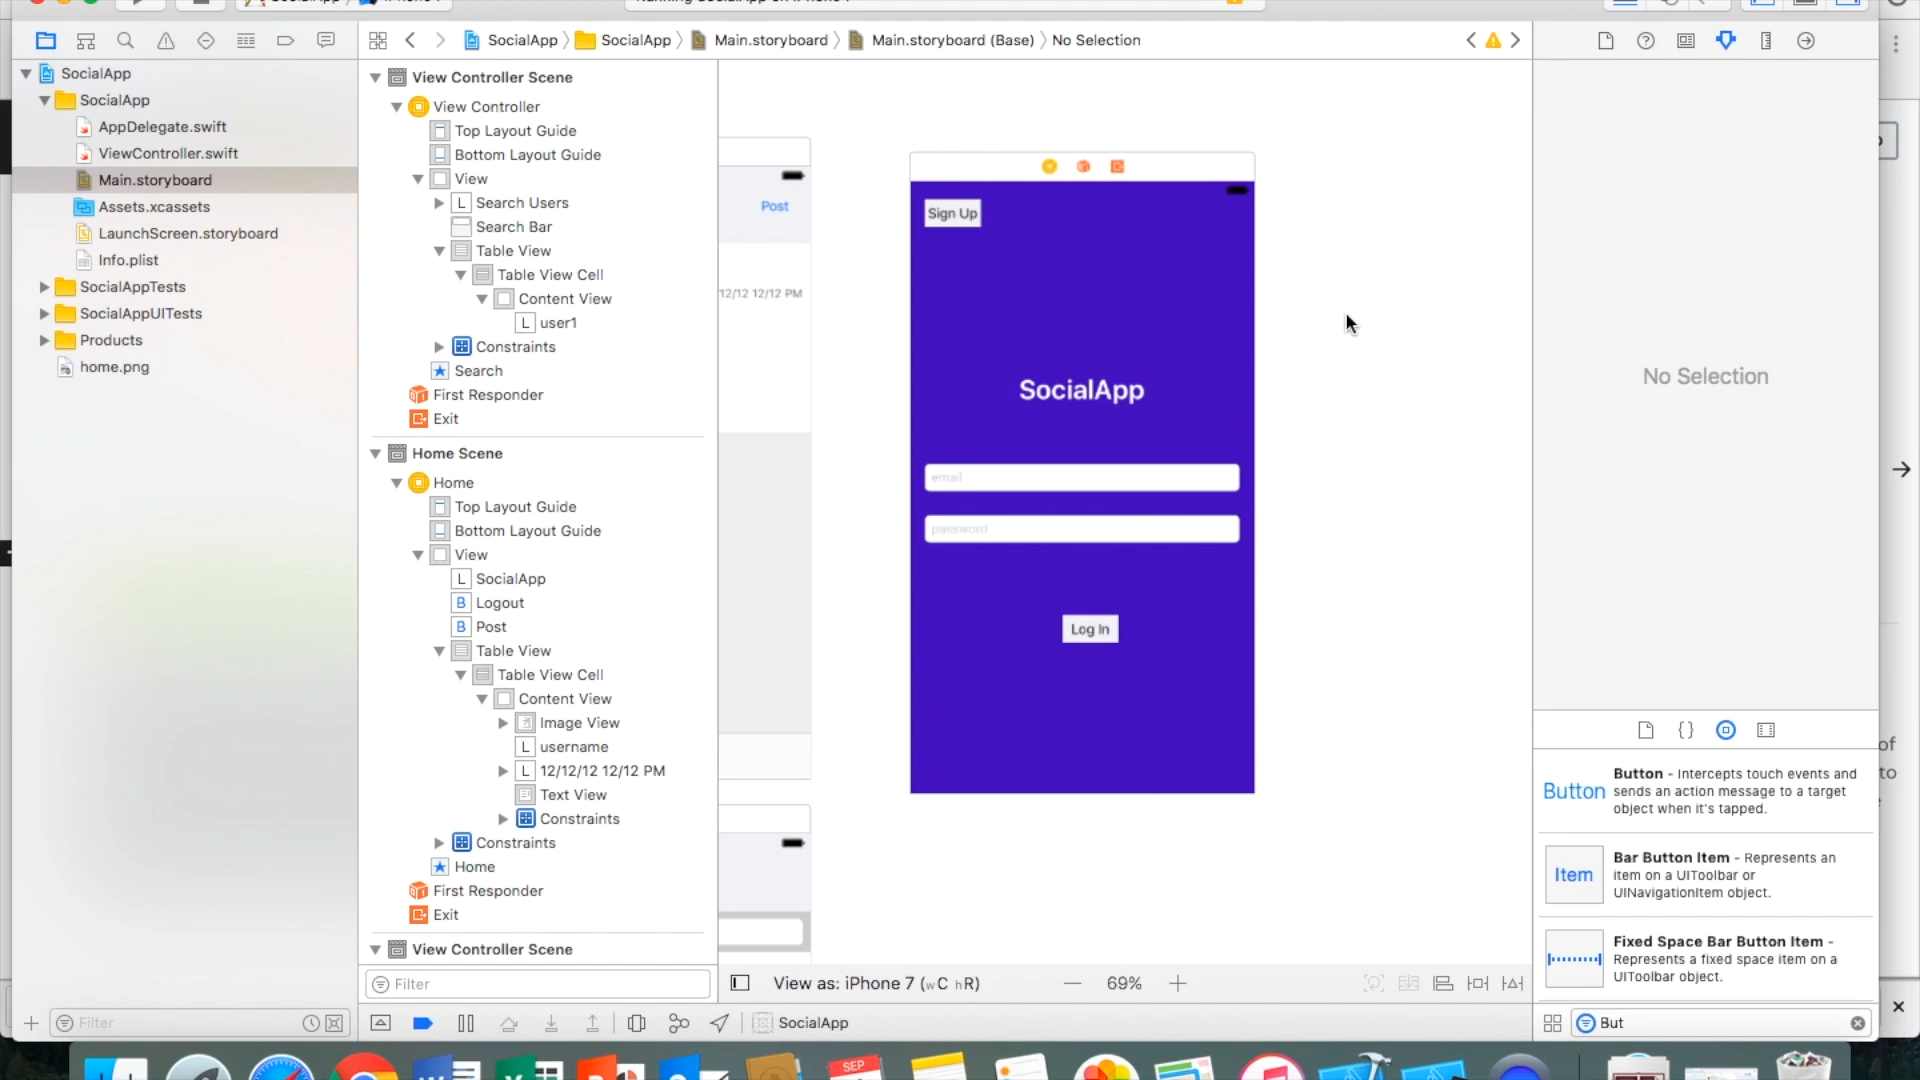 SocialApp
SocialApp
AppDelegate.swift
ViewController.swift
Main.storyboard
Assets.xcassets
LaunchScreen.storyboard
Info.plist
SocialAppTests
SocialAppUITests
Products
home.png
Filter
SocialApp
SocialApp
Main.storyboard
Main.storyboard (Base)
No Selection
View Controller Scene
View Controller
Top Layout Guide
Bottom Layout Guide
View
L Search Users
Search Bar
Table View
Table View Cell
Content View
L user1
Constraints
Search
First Responder
Exit
Home Scene
Home
Top Layout Guide
Bottom Layout Guide
View
L SocialApp
B Logout
B Post
Table View
Table View Cell
Content View
Image View
L username
L 12/12/12 12/12 PM
Text View
Constraints
Constraints
Home
First Responder
Exit
View Controller Scene
Filter
Post
12/12 12/12 PM
Sign Up
SocialApp
email
password
Log In
View as: iPhone 7 (wC hR)
69%
SocialApp
No Selection
Button
Button - Intercepts touch events and
sends an action message to a target
object when it's tapped.
Item
Bar Button Item - Represents an
item on a UIToolbar or
UINavigationItem object.
Fixed Space Bar Button Item -
Represents a fixed space item on a
UIToolbar object.
But
of
to
SEP